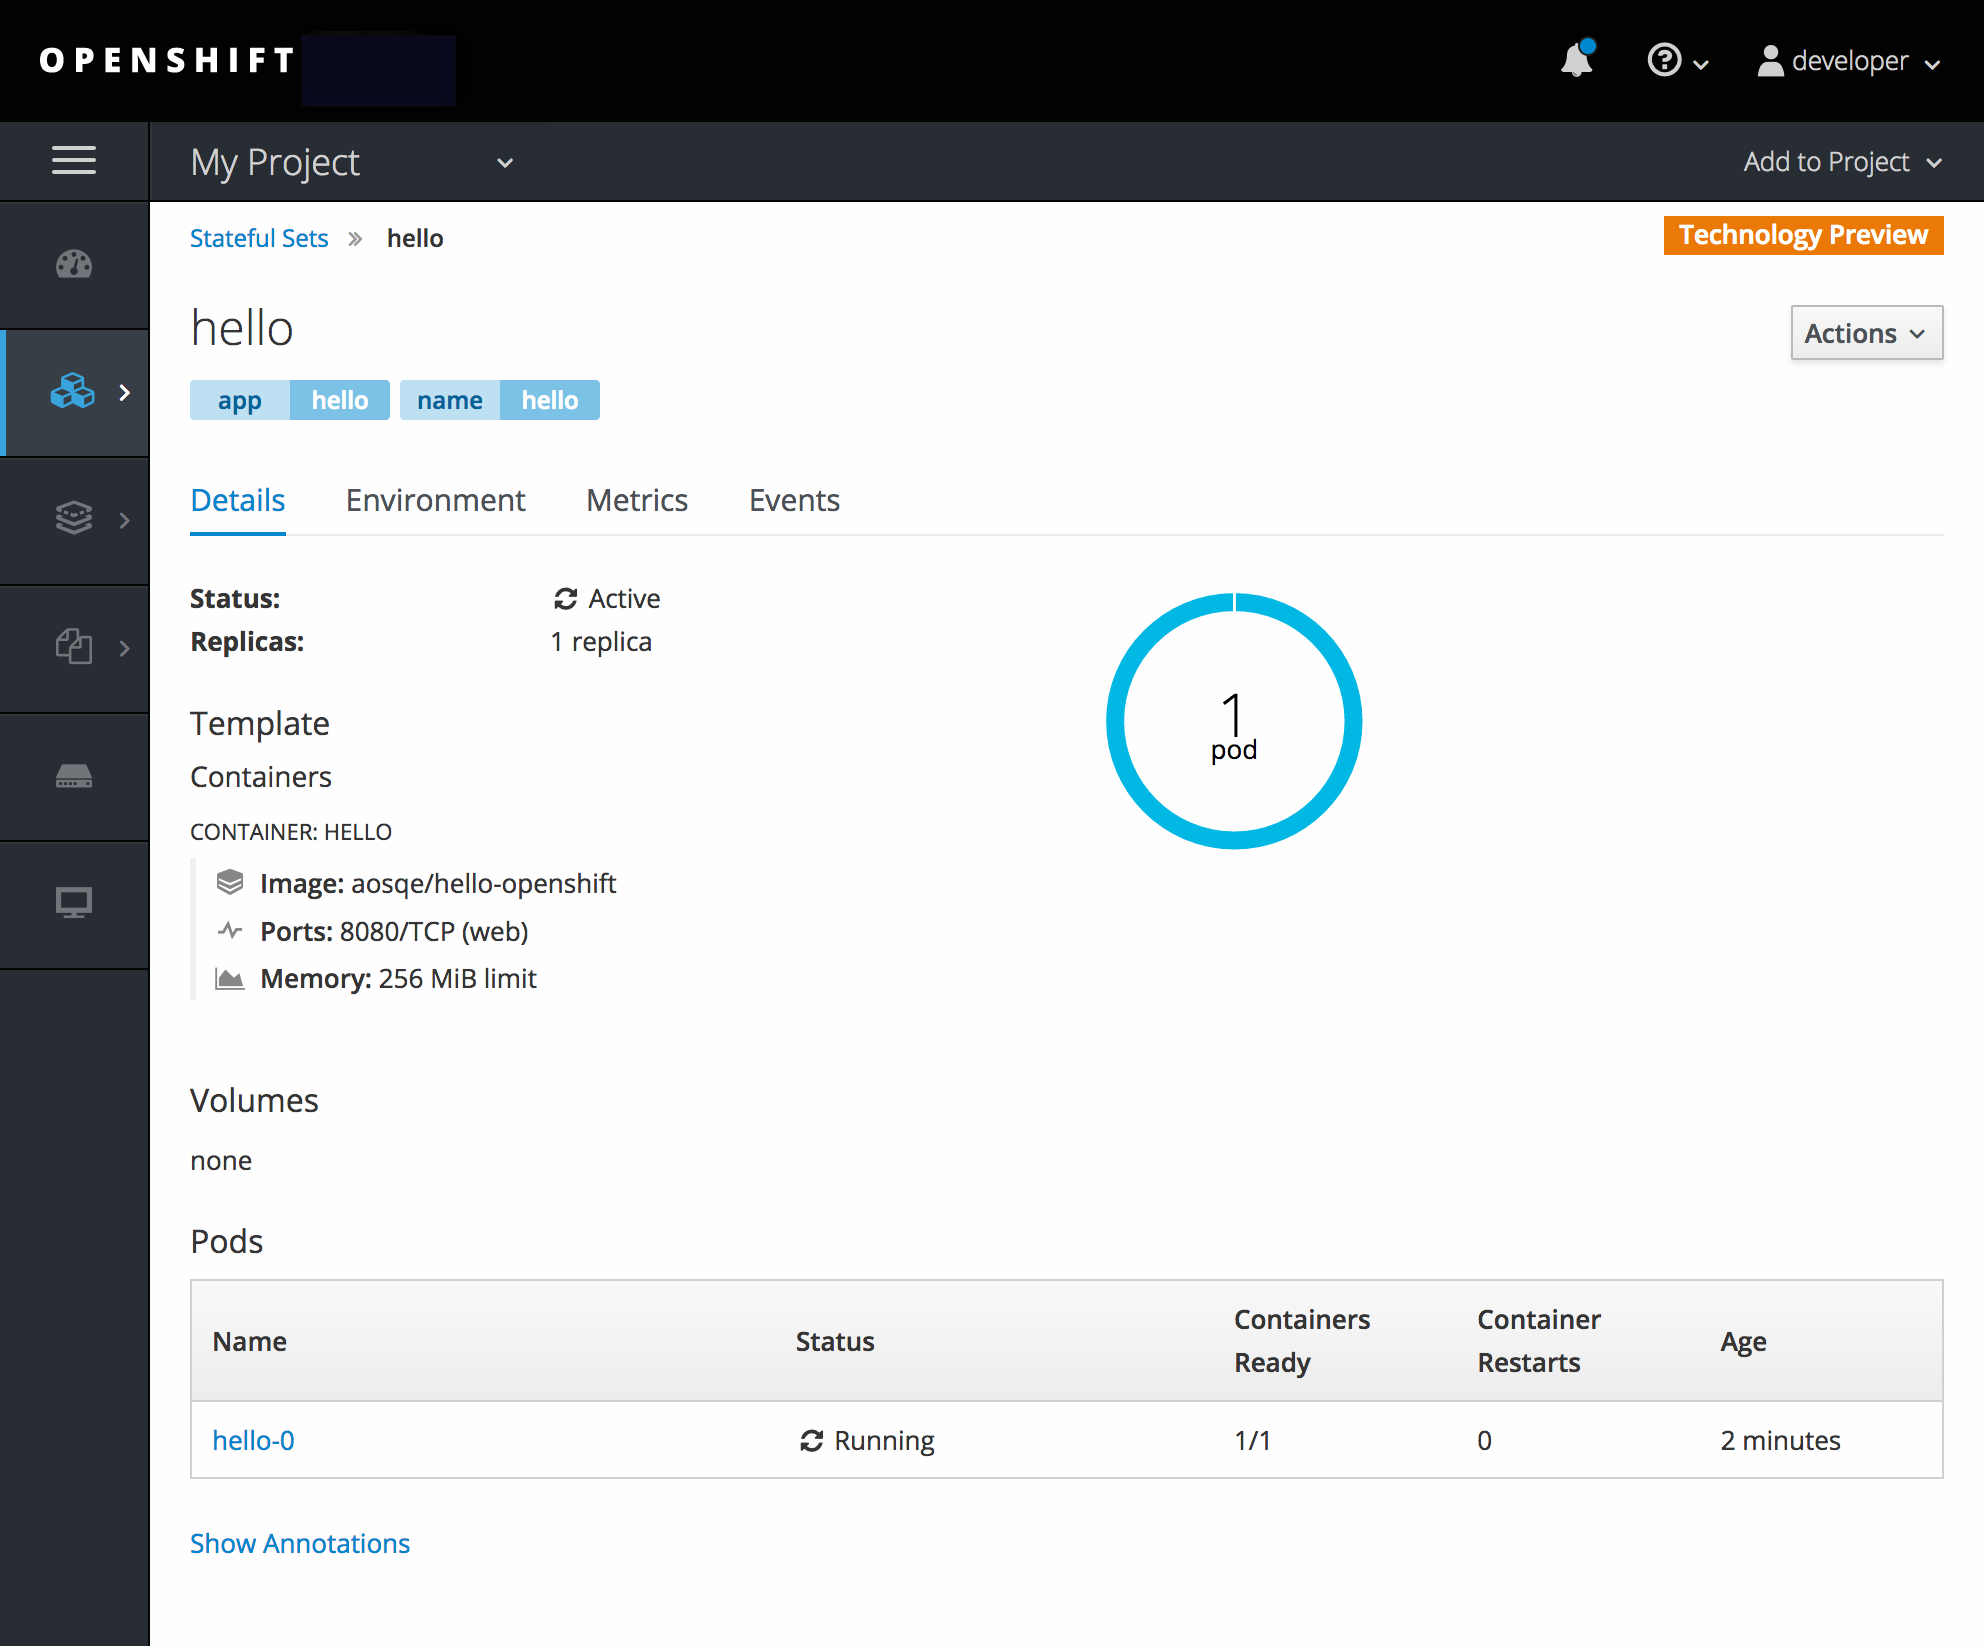 OPENSHIFT
developer
My Project
Add to Project
Stateful Sets » hello
Technology Preview
hello
Actions
app hello name hello
Details Environment Metrics Events
Status: Active
Replicas: 1 replica
1
pod
Template
Containers
CONTAINER: HELLO
Image: aosqe/hello-openshift
Ports: 8080/TCP (web)
Memory: 256 MiB limit
Volumes
none
Pods
Name Status Containers Ready Container Restarts Age
hello-0 Running 1/1 0 2 minutes
Show Annotations